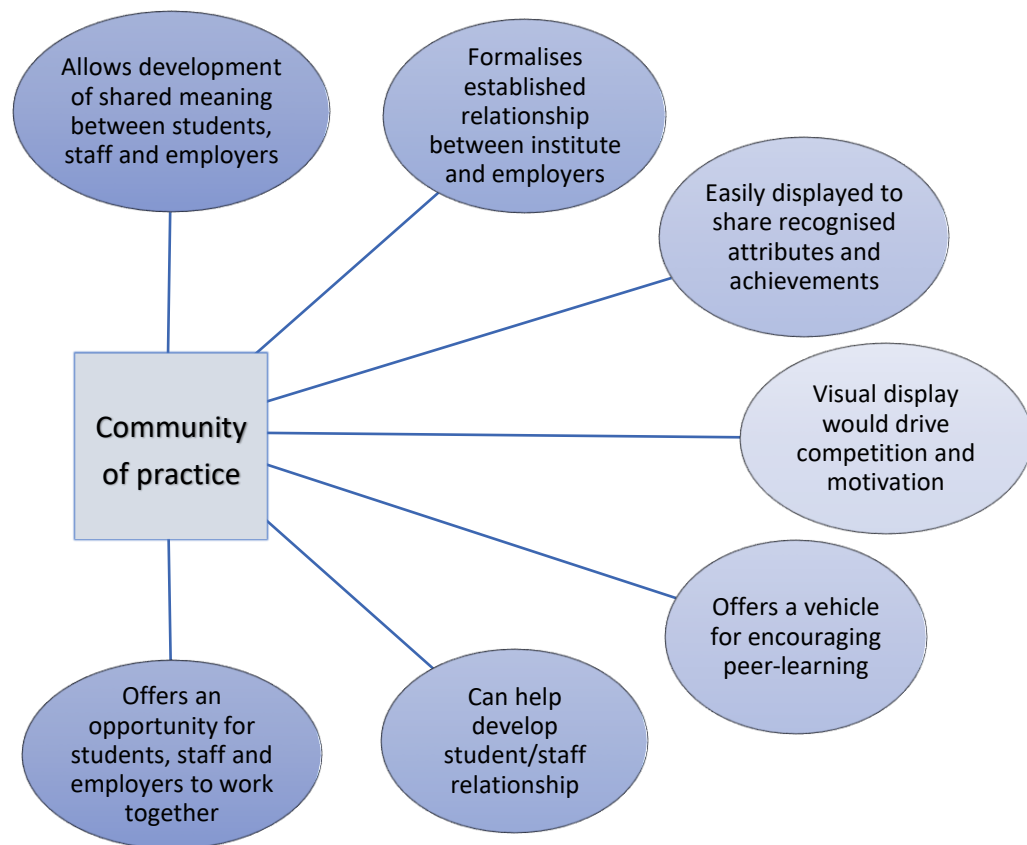 Allows development
of shared meaning
between students,
staff and employers
Formalises
established
relationship
between institute
and employers
Easily displayed to
share recognised
attributes and
achievements
Visual display
would drive
competition and
motivation
Community
of practice
Offers a vehicle
for encouraging
peer-learning
Can help
develop
student/staff
relationship
Offers an
opportunity for
students, staff and
employers to work
together